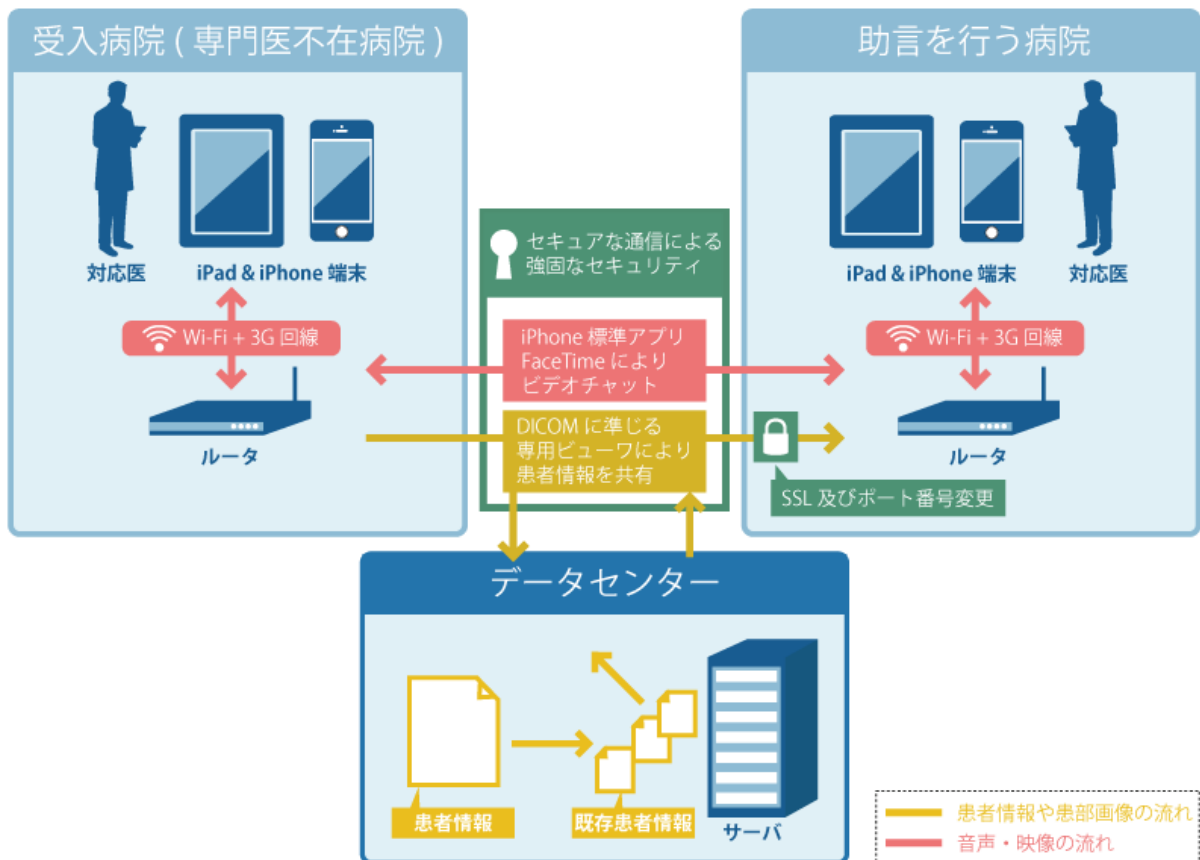 受入病院 ( 専門医不在病院 )
助言を行う病院
対応医
iPad & iPhone 端末
セキュアな通信による
強固なセキュリティ
iPad & iPhone 端末
対応医
Wi-Fi + 3G 回線
iPhone 標準アプリ
FaceTime により
ビデオチャット
Wi-Fi + 3G 回線
ルータ
DICOM に準じる
専用ビューワにより
患者情報を共有
ルータ
SSL 及びポート番号変更
データセンター
患者情報
既存患者情報
サーバ
患者情報や患部画像の流れ
音声・映像の流れ